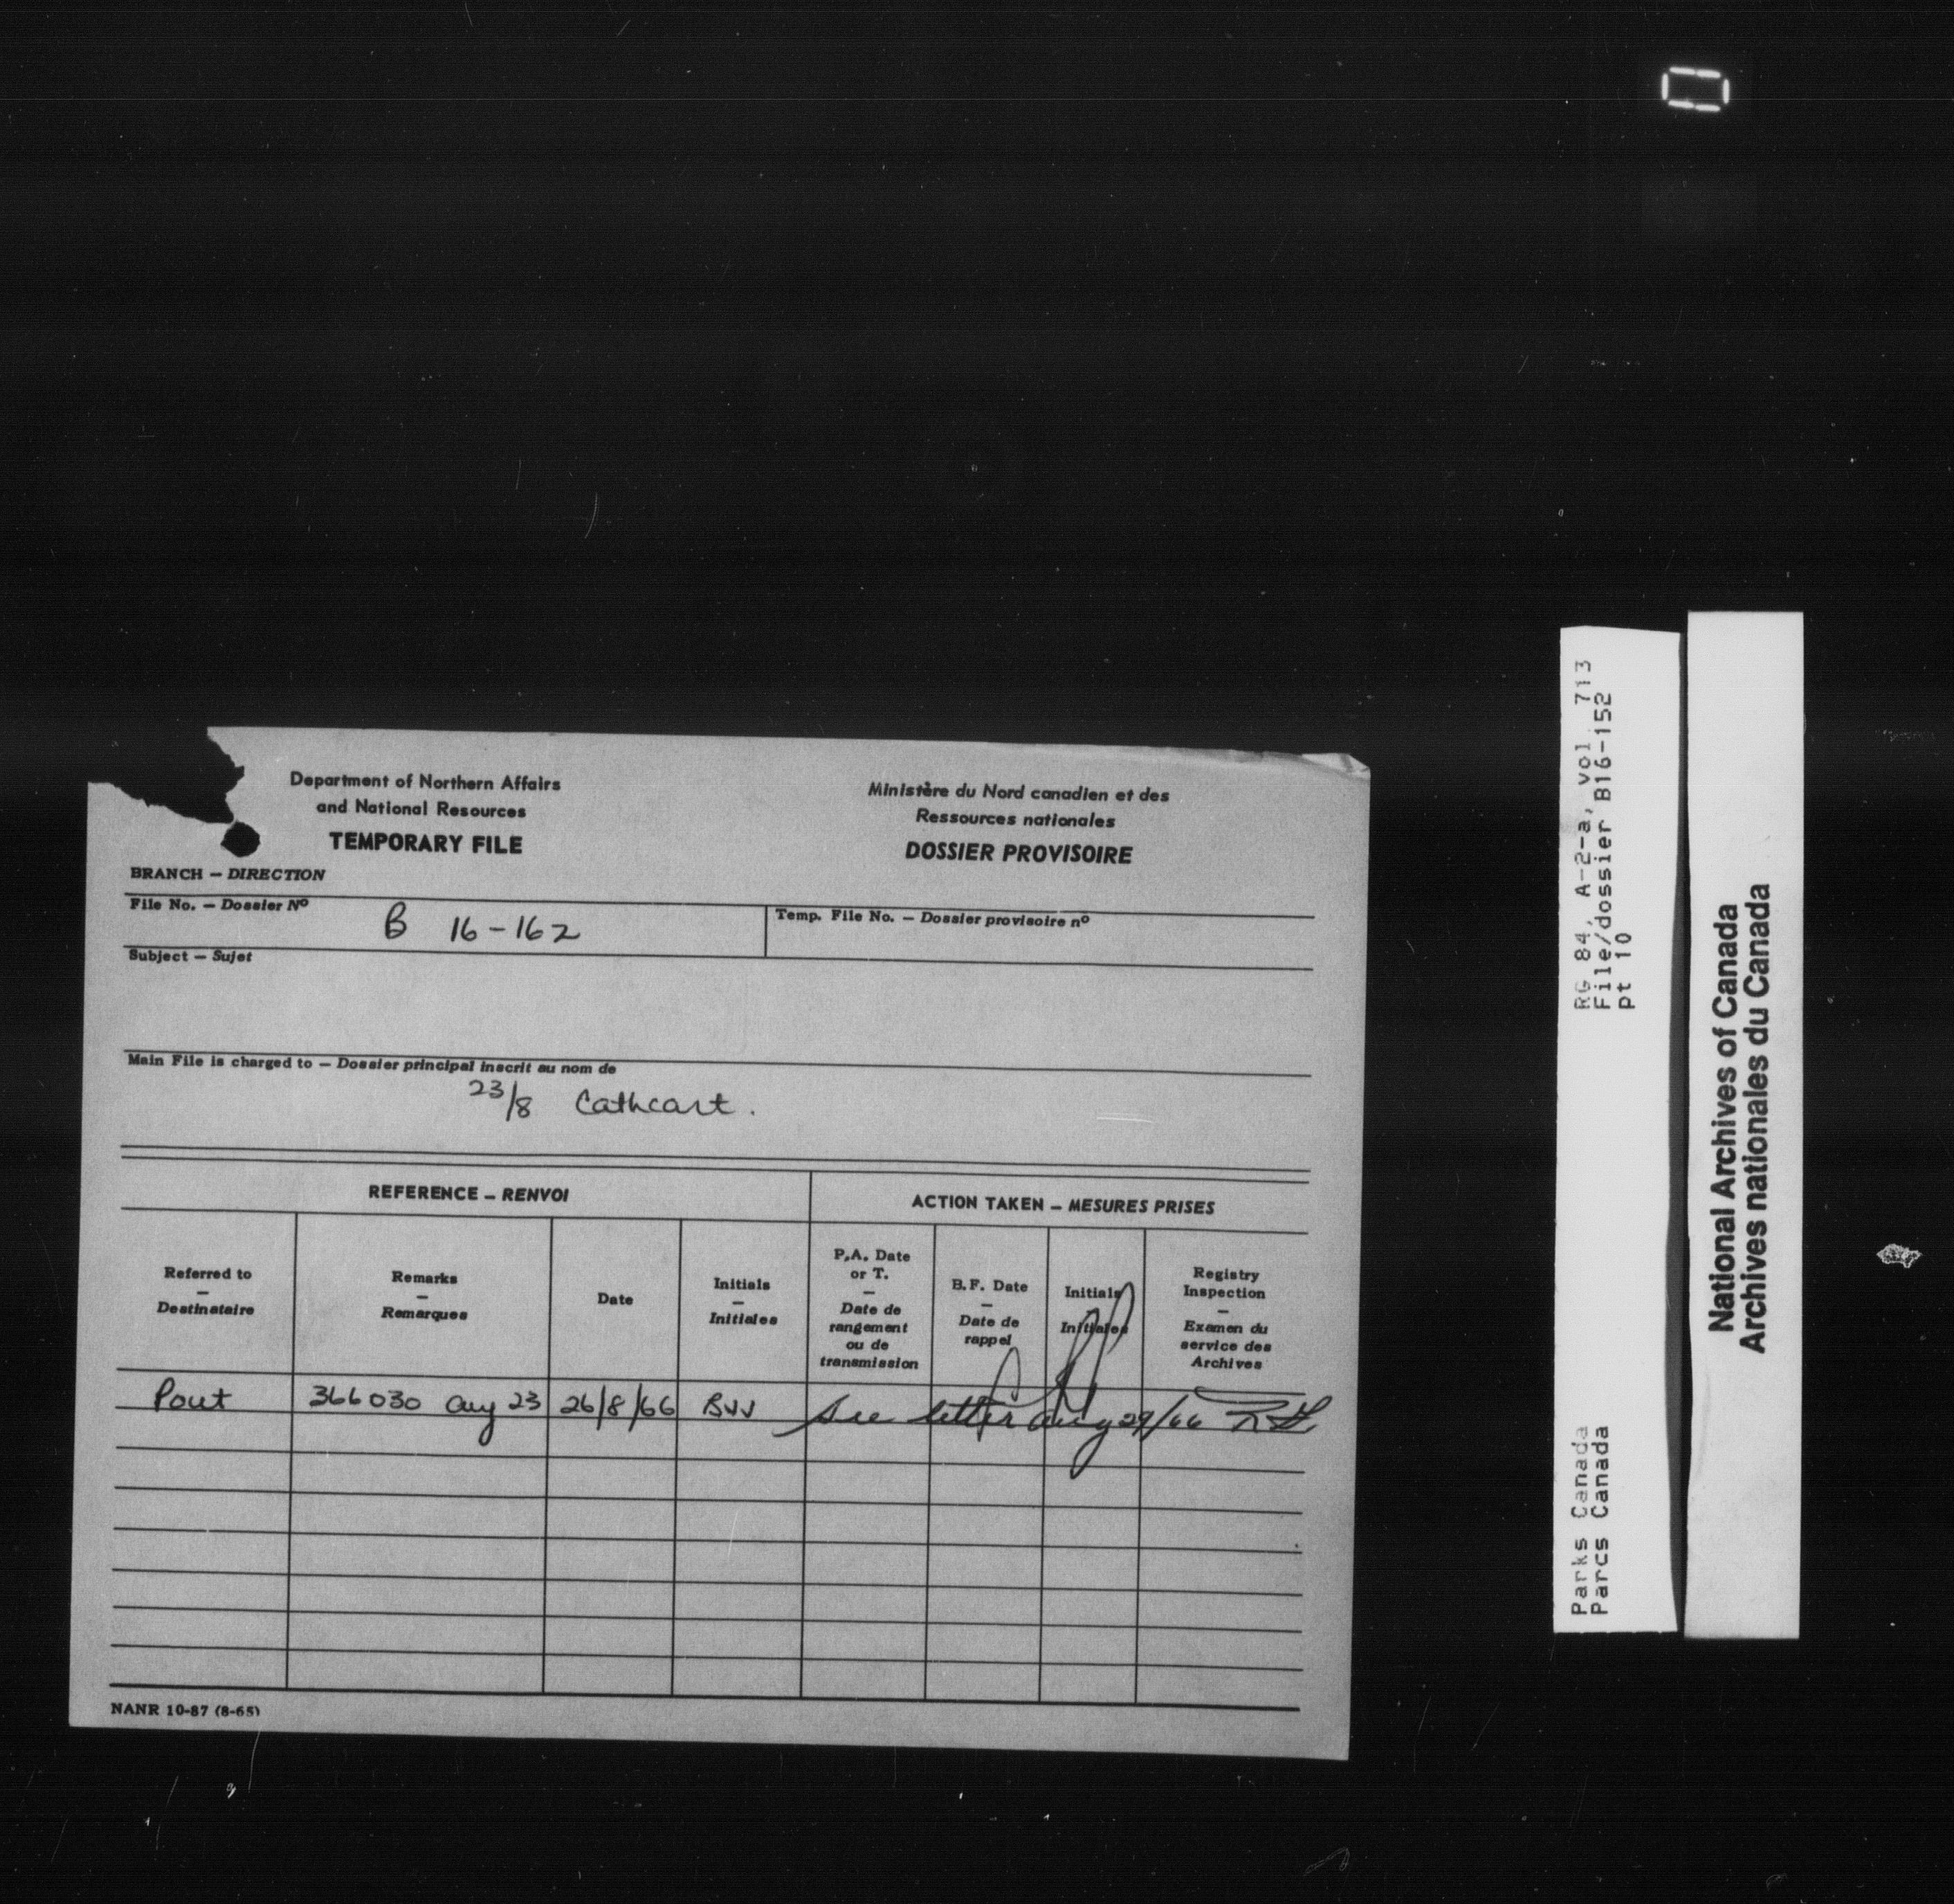 Department of Northern Affairs
and National Resources
TEMPORARY FILE
Ministère du Nord canadien et des
Ressources nationales
DOSSIER PROVISOIRE
BRANCH – DIRECTION
File No. – Dossier Nº B 16-162
Temp. File No. – Dossier provisoire nº
Subject – Sujet
Main File is charged to – Dossier principal inscrit au nom de
23/8 Cathcart.
REFERENCE – RENVOI
ACTION TAKEN – MESURES PRISES
Referred to
–
Destinataire
Remarks
–
Remarques
Date
Initials
–
Initiales
P.A. Date
or T.
–
Date de
rangement
ou de
transmission
B.F. Date
–
Date de
rappel
Initials
Initiales
Registry
Inspection
–
Examen du
service des
Archives
Pout 366030 Aug 23 26/8/66 BVV See letter Aug 29/66
NANR 10-87 (8-65)
RG 84, A-2-a, vol. 713
File/dossier B16-152
pt 10
Parks Canada
Parcs Canada
National Archives of Canada
Archives nationales du Canada